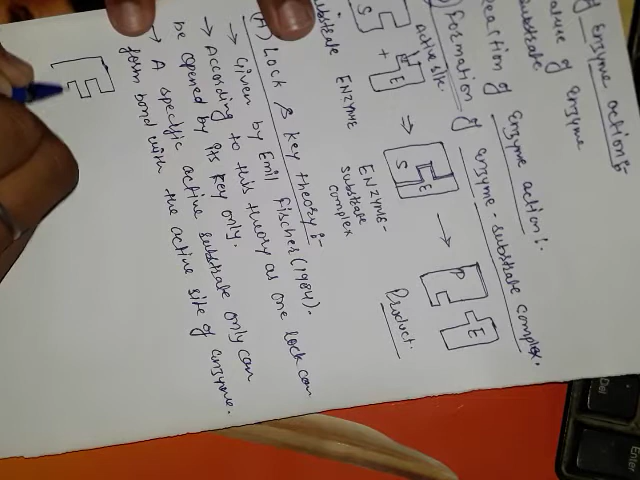 Enzyme action:-
nature of enzyme
substrate
reaction of Enzyme action:-
Formation of enzyme-substrate complex.
active site
S
+
E
S
E
P
E
substrate
ENZYME
ENZYME-
substrate
complex
Product.
(A) Lock & key theory:-
→ Given by Emil fischer (1984).
→ According to this theory as one lock can
be opened by its key only.
→ A specific active substrate only can
form bond with the active site of enzyme.